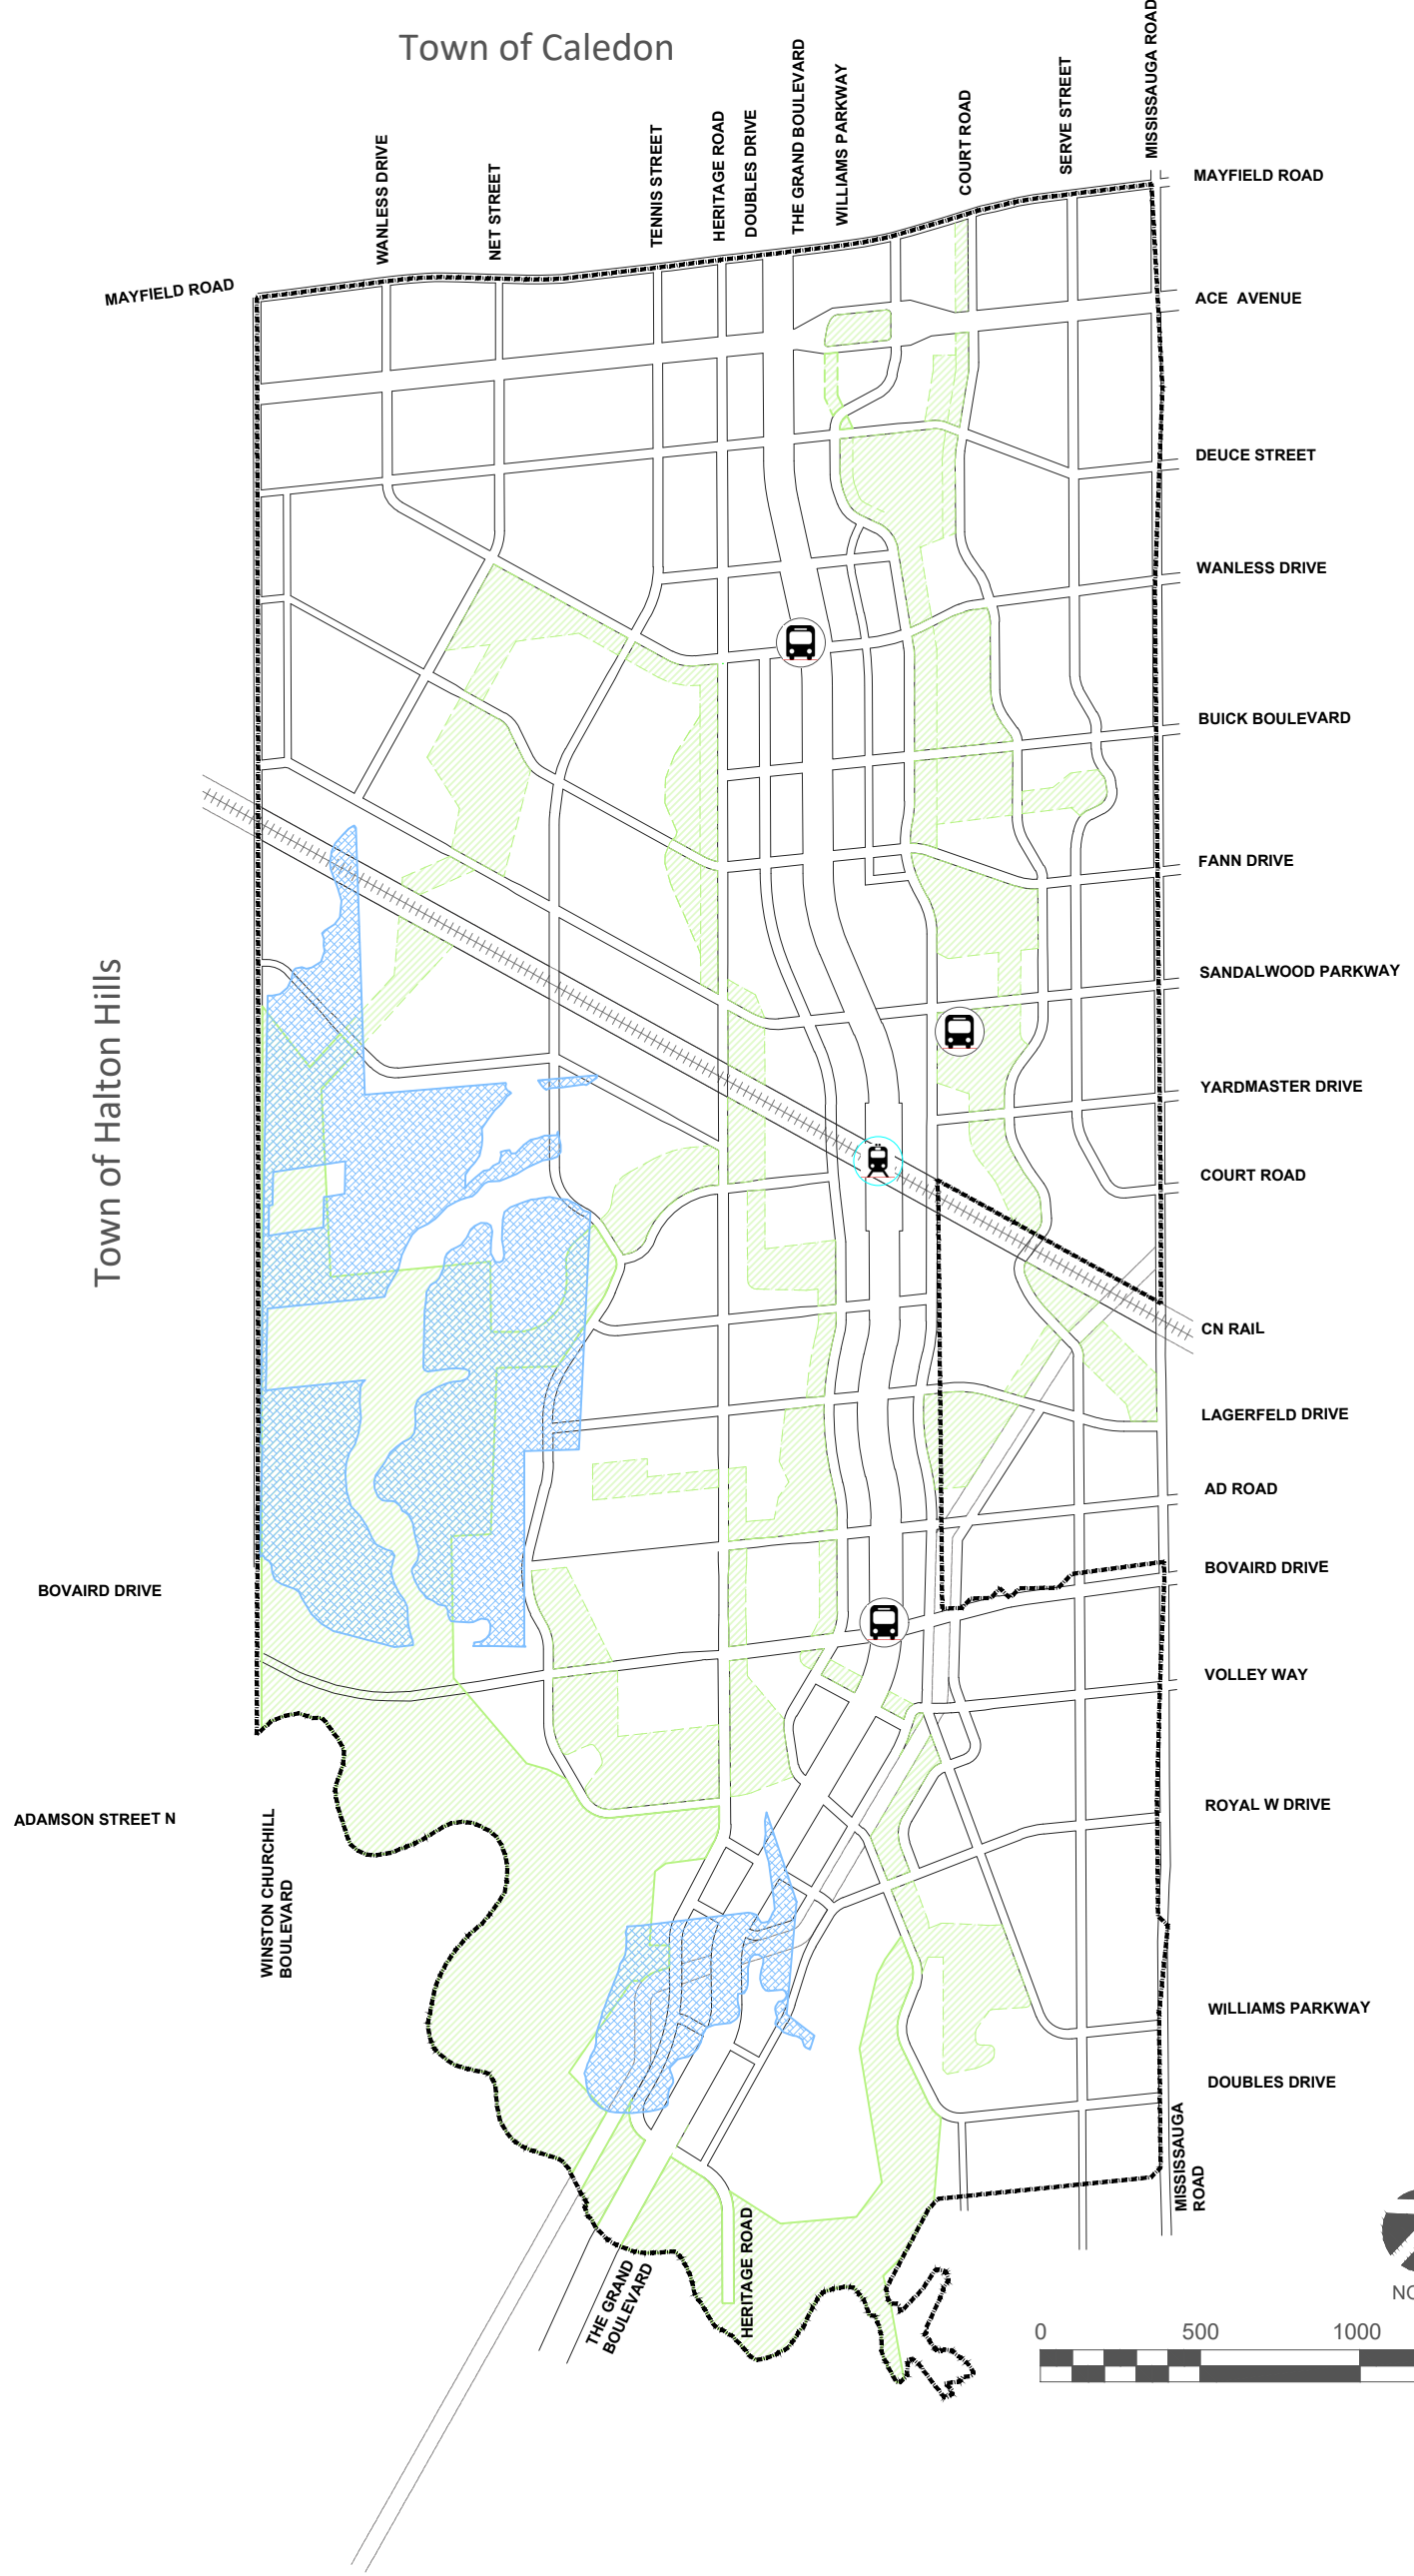 Town of Caledon
WANLESS DRIVE
NET STREET
TENNIS STREET
HERITAGE ROAD
DOUBLES DRIVE
THE GRAND BOULEVARD
WILLIAMS PARKWAY
COURT ROAD
SERVE STREET
MISSISSAUGA ROAD
MAYFIELD ROAD
MAYFIELD ROAD
ACE AVENUE
DEUCE STREET
WANLESS DRIVE
BUICK BOULEVARD
FANN DRIVE
SANDALWOOD PARKWAY
YARDMASTER DRIVE
COURT ROAD
Town of Halton Hills
CN RAIL
LAGERFELD DRIVE
AD ROAD
BOVAIRD DRIVE
BOVAIRD DRIVE
VOLLEY WAY
ROYAL W DRIVE
ADAMSON STREET N
WINSTON CHURCHILL
BOULEVARD
WILLIAMS PARKWAY
DOUBLES DRIVE
MISSISSAUGA
ROAD
HERITAGE ROAD
THE GRAND
BOULEVARD
0 500 1000